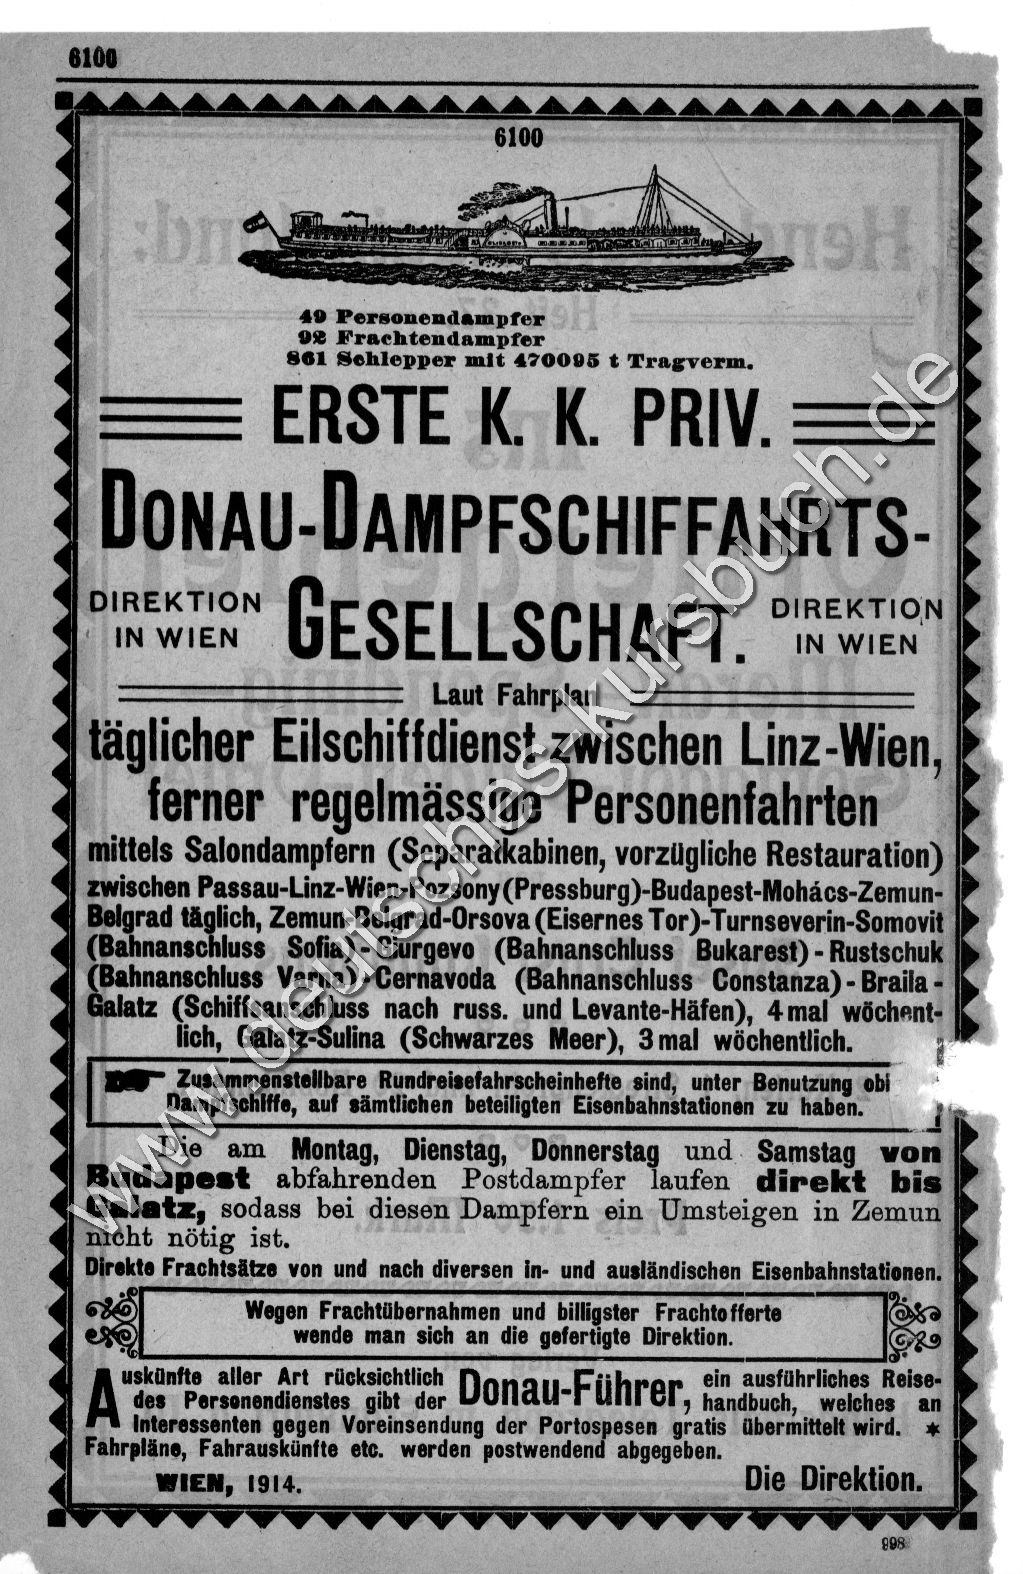 6100
6100
49 Personendampfer
92 Frachtendampfer
861 Schlepper mit 470095 t Tragverm.
ERSTE K. K. PRIV.
DONAU-DAMPFSCHIFFAHRTS-
DIREKTION IN WIEN GESELLSCHAFT. DIREKTION IN WIEN
Laut Fahrplan
täglicher Eilschiffdienst zwischen Linz-Wien,
ferner regelmässige Personenfahrten
mittels Salondampfern (Separatkabinen, vorzügliche Restauration)
zwischen Passau-Linz-Wien-Pozsony (Pressburg)-Budapest-Mohács-Zemun-
Belgrad täglich, Zemun-Belgrad-Orsova (Eisernes Tor)-Turnseverin-Somovit
(Bahnanschluss Sofia)-Giurgevo (Bahnanschluss Bukarest)-Rustschuk
(Bahnanschluss Varna)-Cernavoda (Bahnanschluss Constanza)-Braila-
Galatz (Schiffsanschluss nach russ. und Levante-Häfen), 4 mal wöchent-
lich, Galatz-Sulina (Schwarzes Meer), 3 mal wöchentlich.
Zusammenstellbare Rundreisefahrscheinhefte sind, unter Benutzung obi
Dampfschiffe, auf sämtlichen beteiligten Eisenbahnstationen zu haben.
Die am Montag, Dienstag, Donnerstag und Samstag von
Budapest abfahrenden Postdampfer laufen direkt bis
Galatz, sodass bei diesen Dampfern ein Umsteigen in Zemun
nicht nötig ist.
Direkte Frachtsätze von und nach diversen in- und ausländischen Eisenbahnstationen.
Wegen Frachtübernahmen und billigster Frachtofferte
wende man sich an die gefertigte Direktion.
Auskünfte aller Art rücksichtlich des Personendienstes gibt der Donau-Führer, ein ausführliches Reise-
handbuch, welches an
Interessenten gegen Voreinsendung der Portospesen gratis übermittelt wird. *
Fahrpläne, Fahrauskünfte etc. werden postwendend abgegeben.
WIEN, 1914. Die Direktion.
998
www.deutsches-kursbuch.de